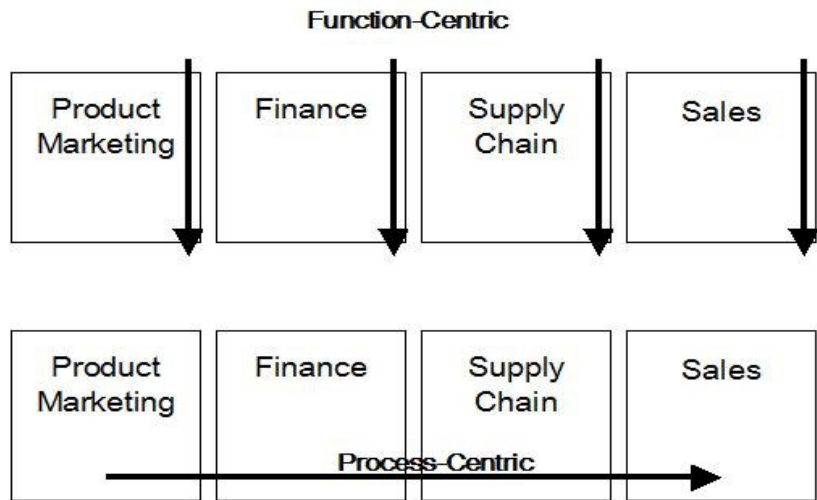 Function-Centric
Product
Marketing
Finance
Supply
Chain
Sales
Product
Marketing
Finance
Supply
Chain
Sales
Process-Centric